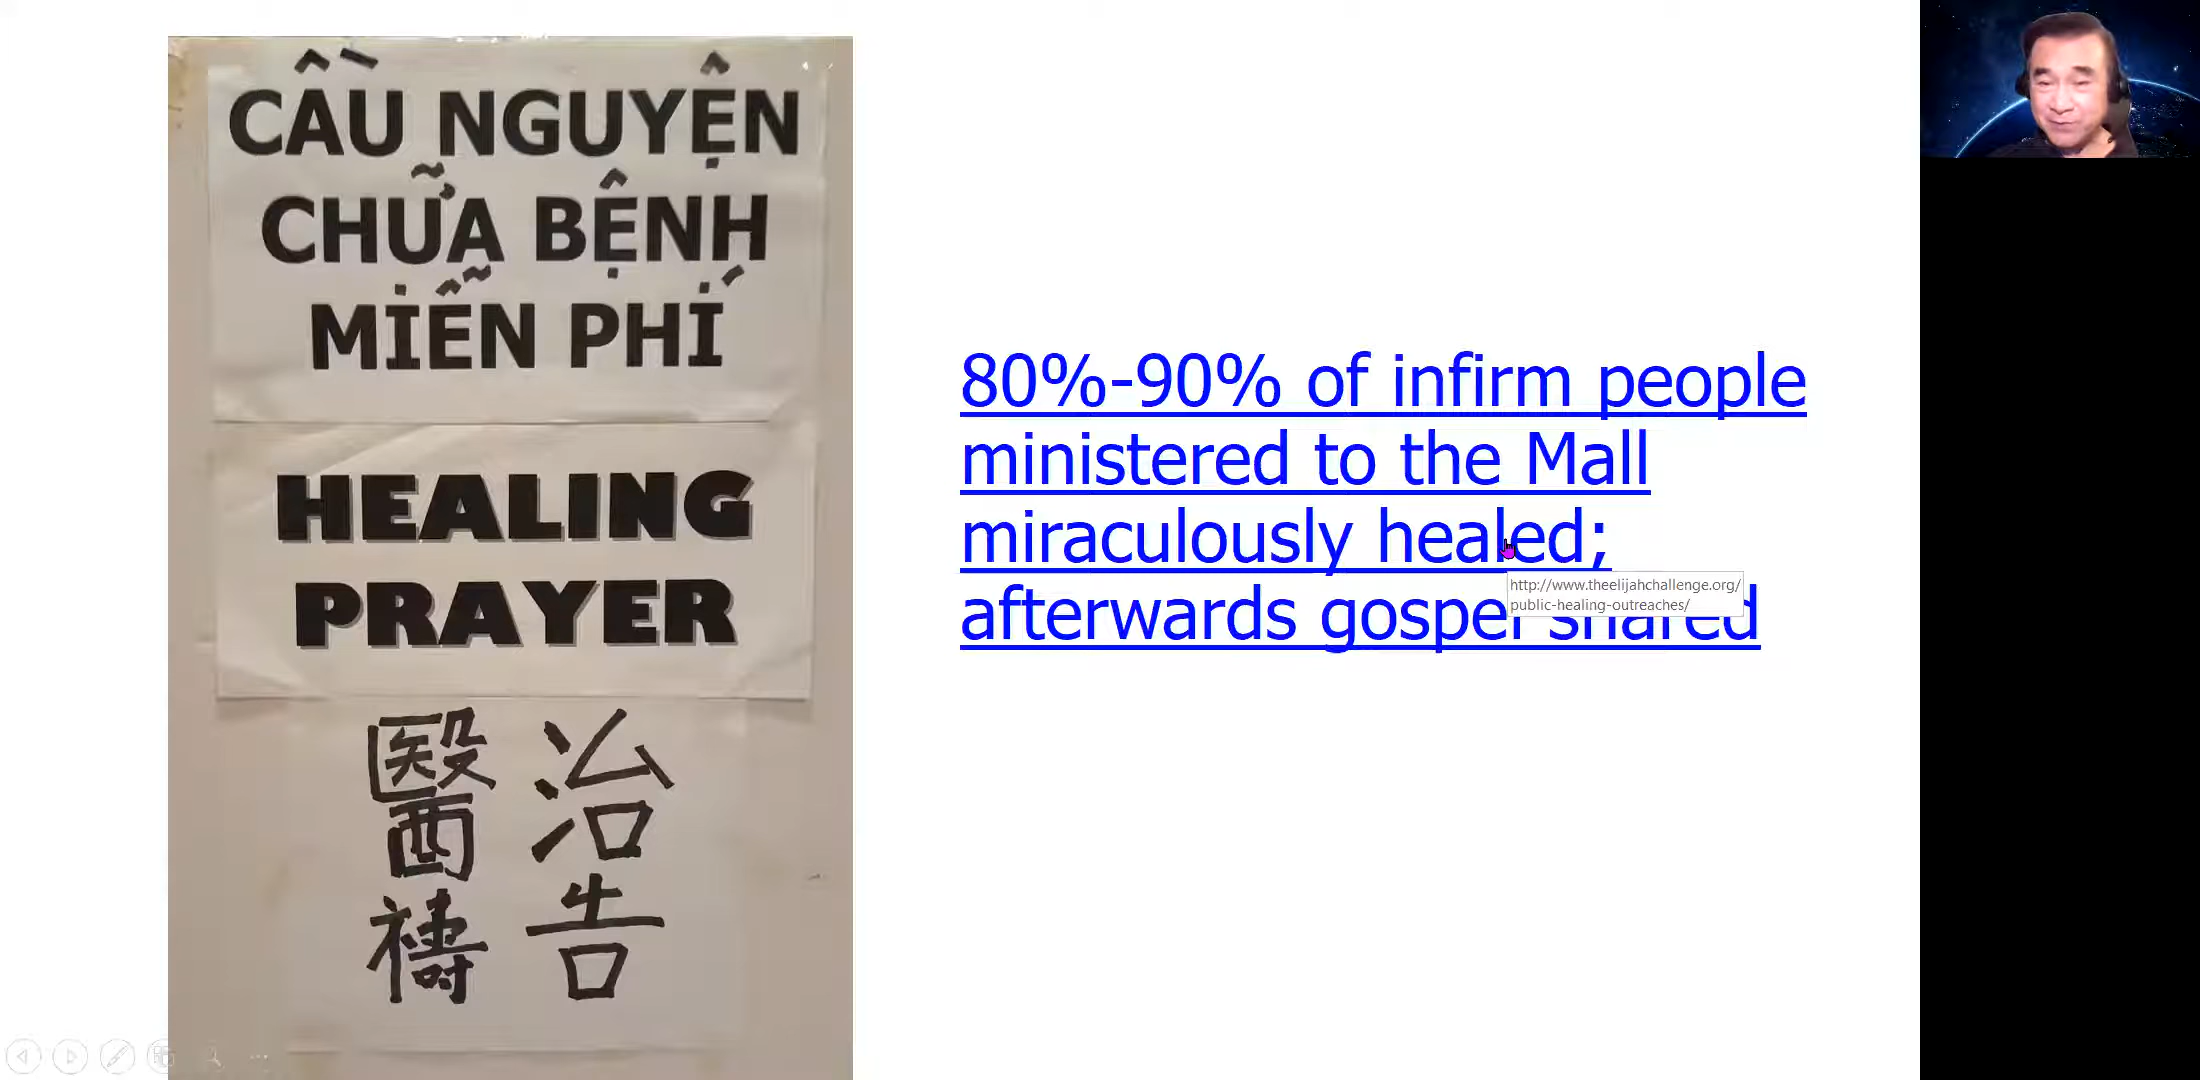 CẦU NGUYỆN
CHỮA BỆNH
MIỄN PHÍ
HEALING
PRAYER
醫治
禱告
80%-90% of infirm people
ministered to the Mall
miraculously healed;
afterwards gospel shared
http://www.theelijahchallenge.org/
public-healing-outreaches/